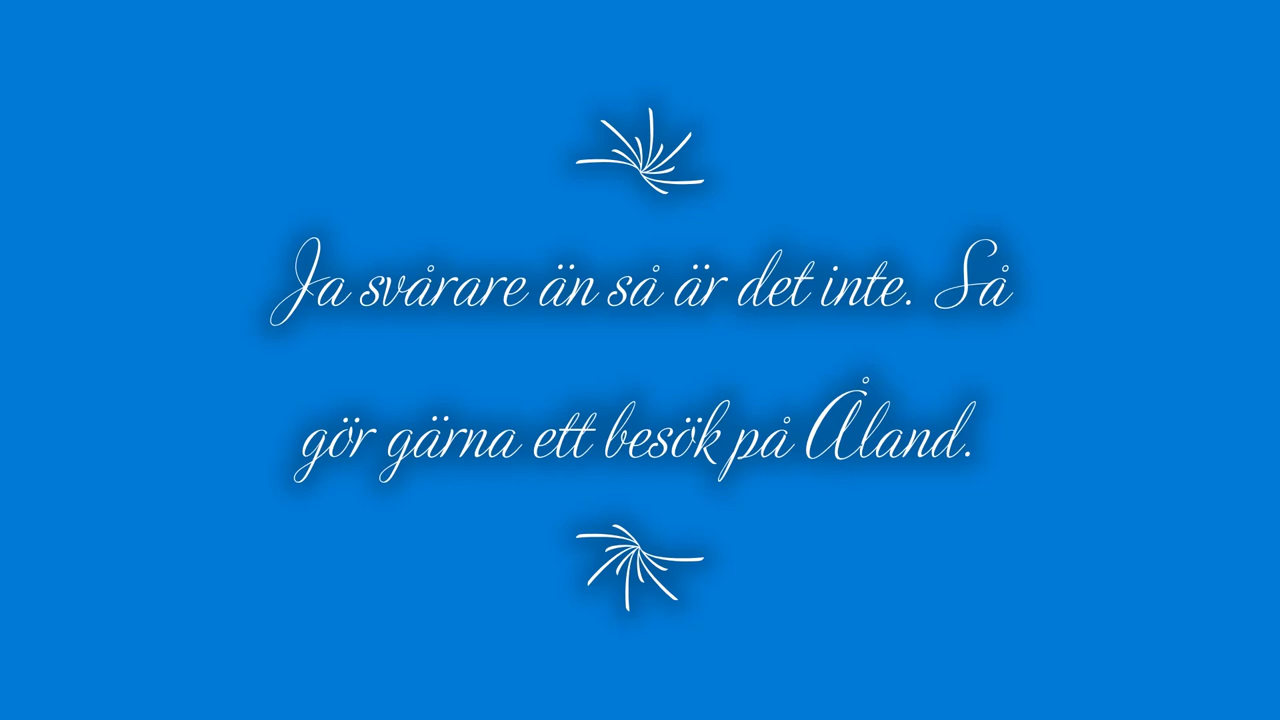 Ja svårare än så är det inte. Så
gör gärna ett besök på Åland.